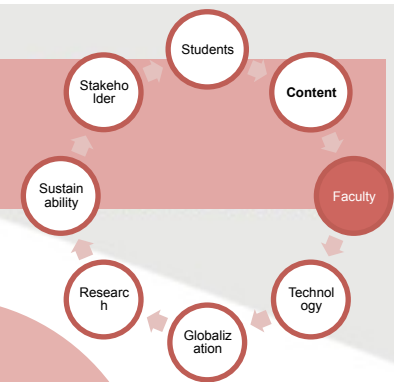 Students
Content
Faculty
Technol
ogy
Globaliz
ation
Researc
h
Sustain
ability
Stakeho
lder